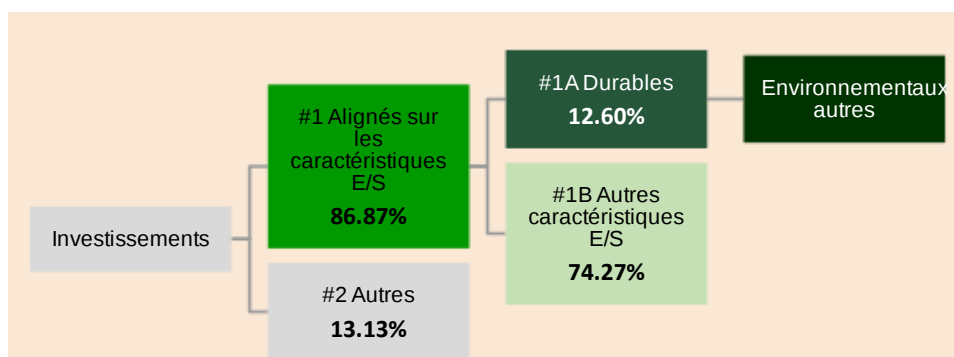 Investissements
#1 Alignés sur
les
caractéristiques
E/S
86.87%
#2 Autres
13.13%
#1A Durables
12.60%
#1B Autres
caractéristiques
E/S
74.27%
Environnementaux
autres